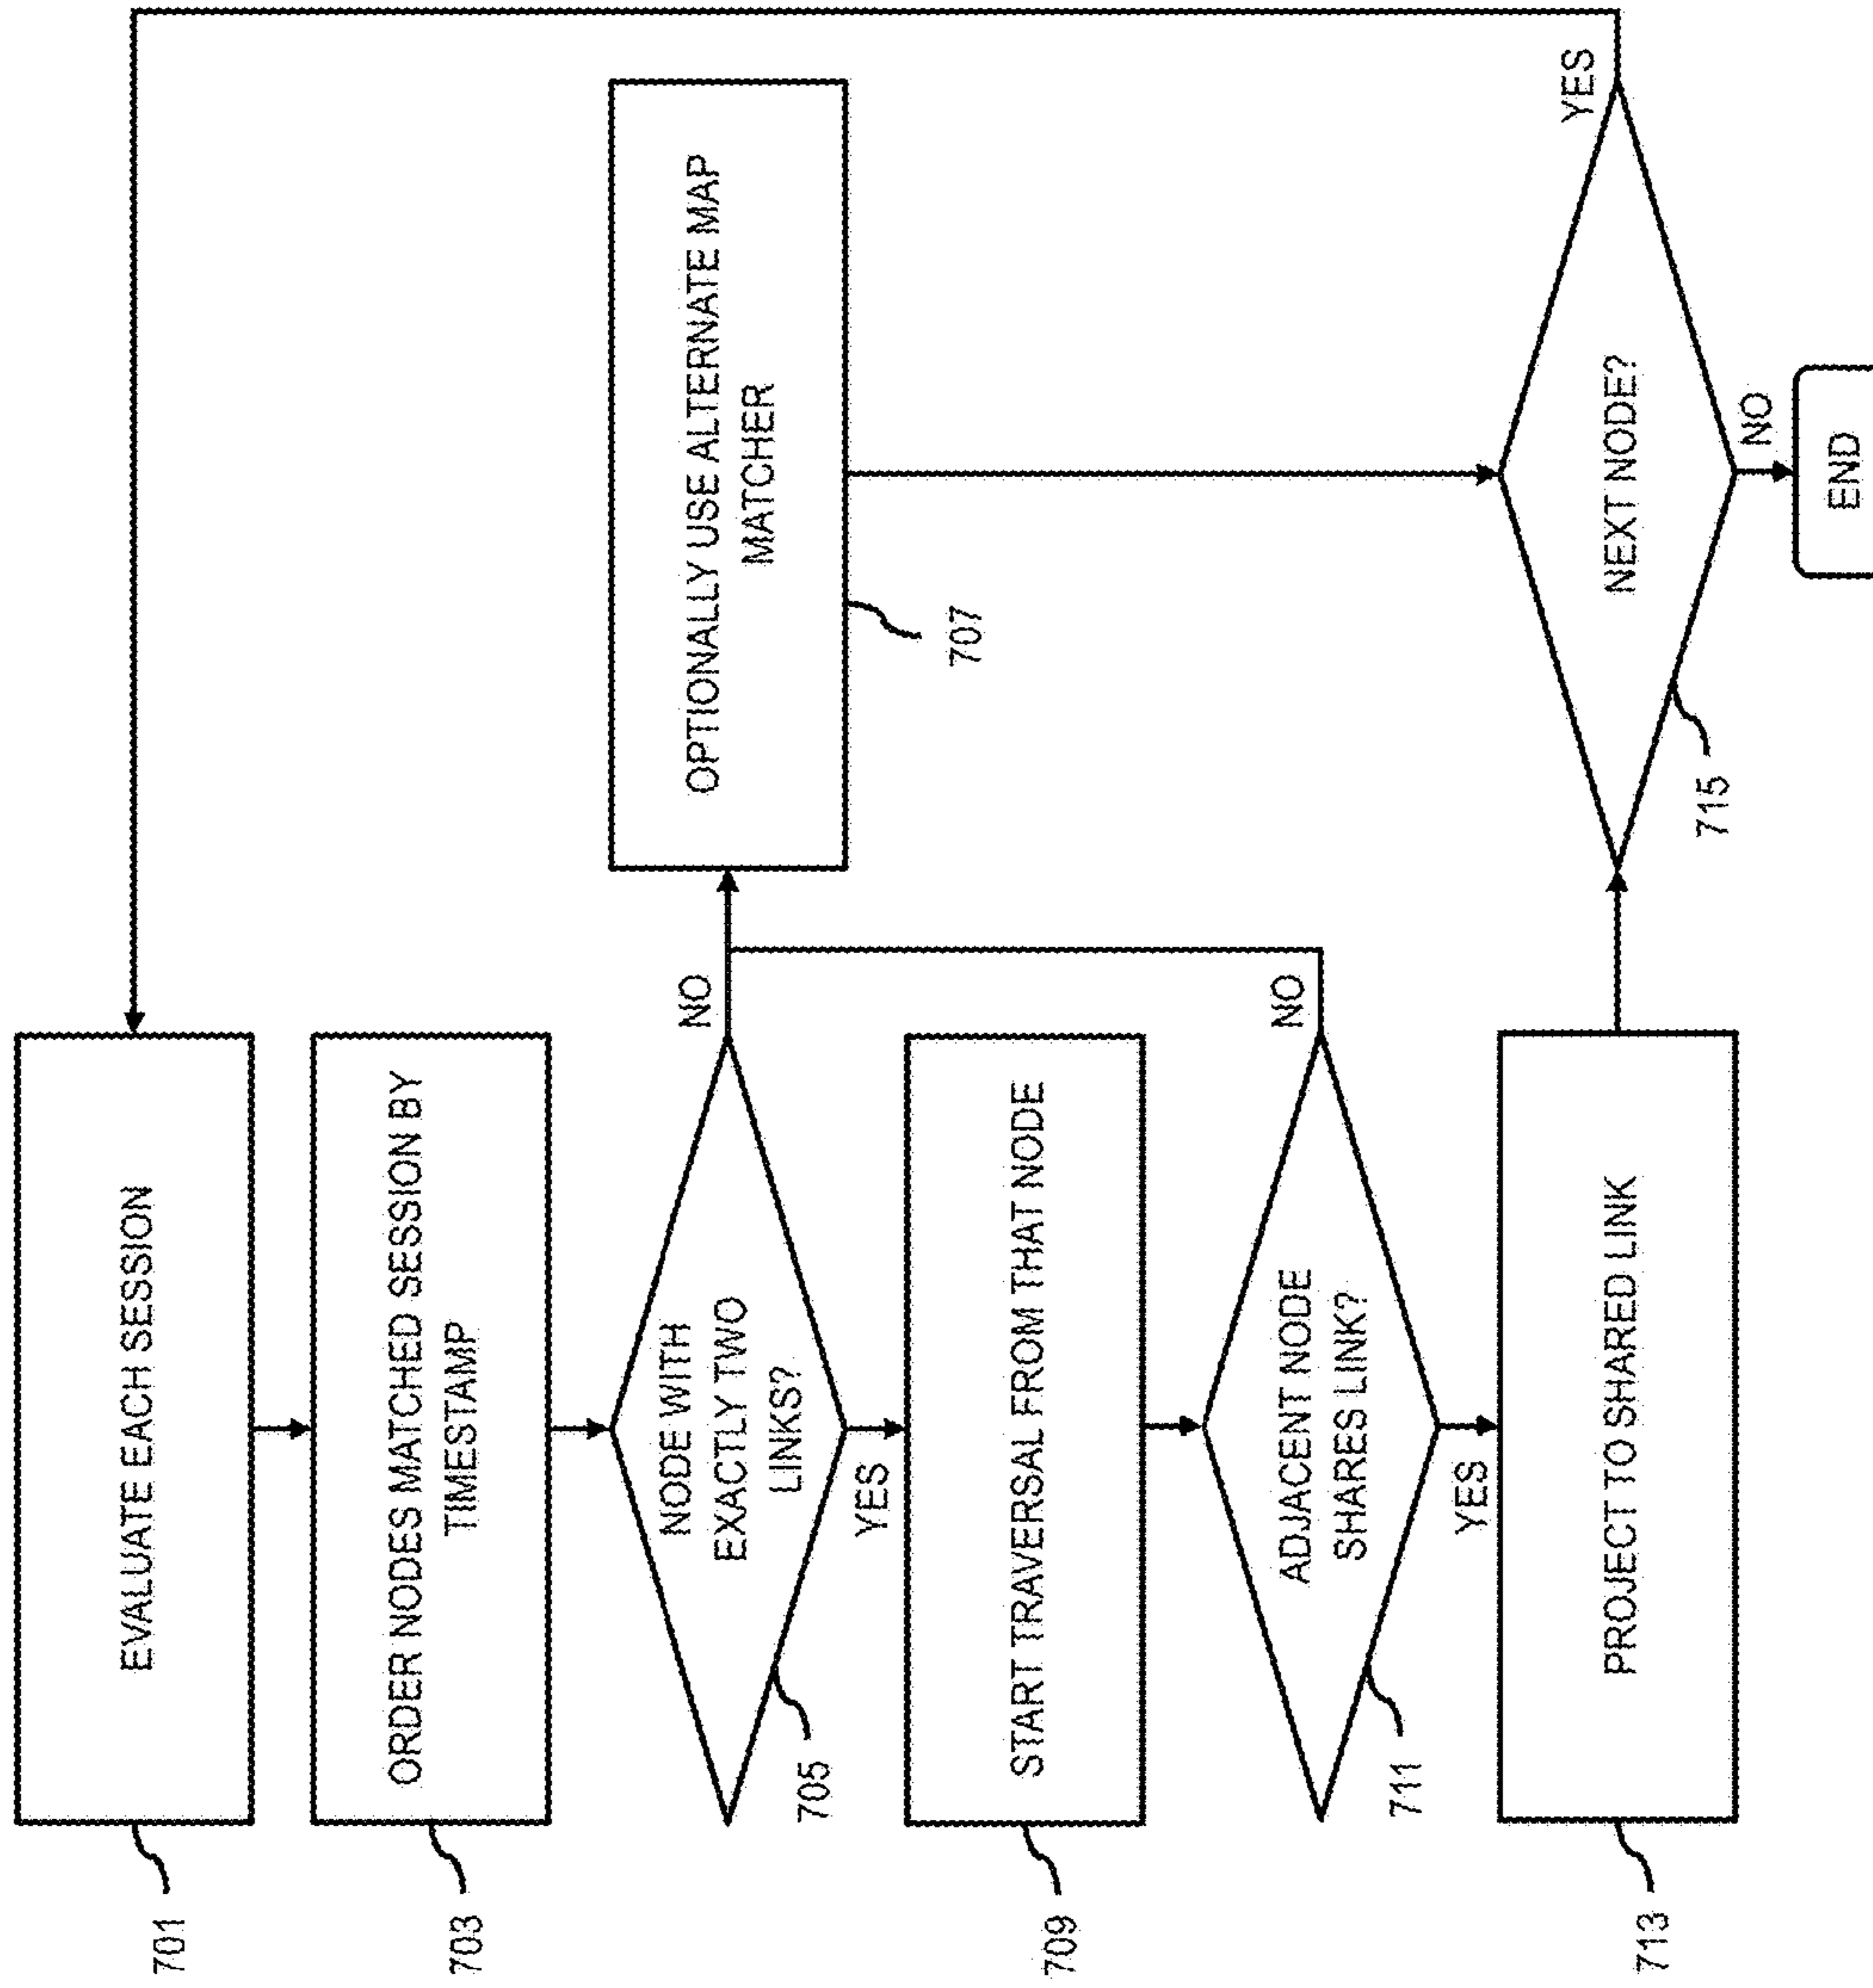 701
EVALUATE EACH SESSION
703
ORDER NODES MATCHED SESSION BY
TIMESTAMP
705
NODE WITH
EXACTLY TWO
LINKS?
NO
YES
OPTIONALLY USE ALTERNATE MAP
MATCHER
707
709
START TRAVERSAL FROM THAT NODE
711
ADJACENT NODE
SHARES LINK?
NO
YES
713
PROJECT TO SHARED LINK
715
NEXT NODE?
YES
NO
END